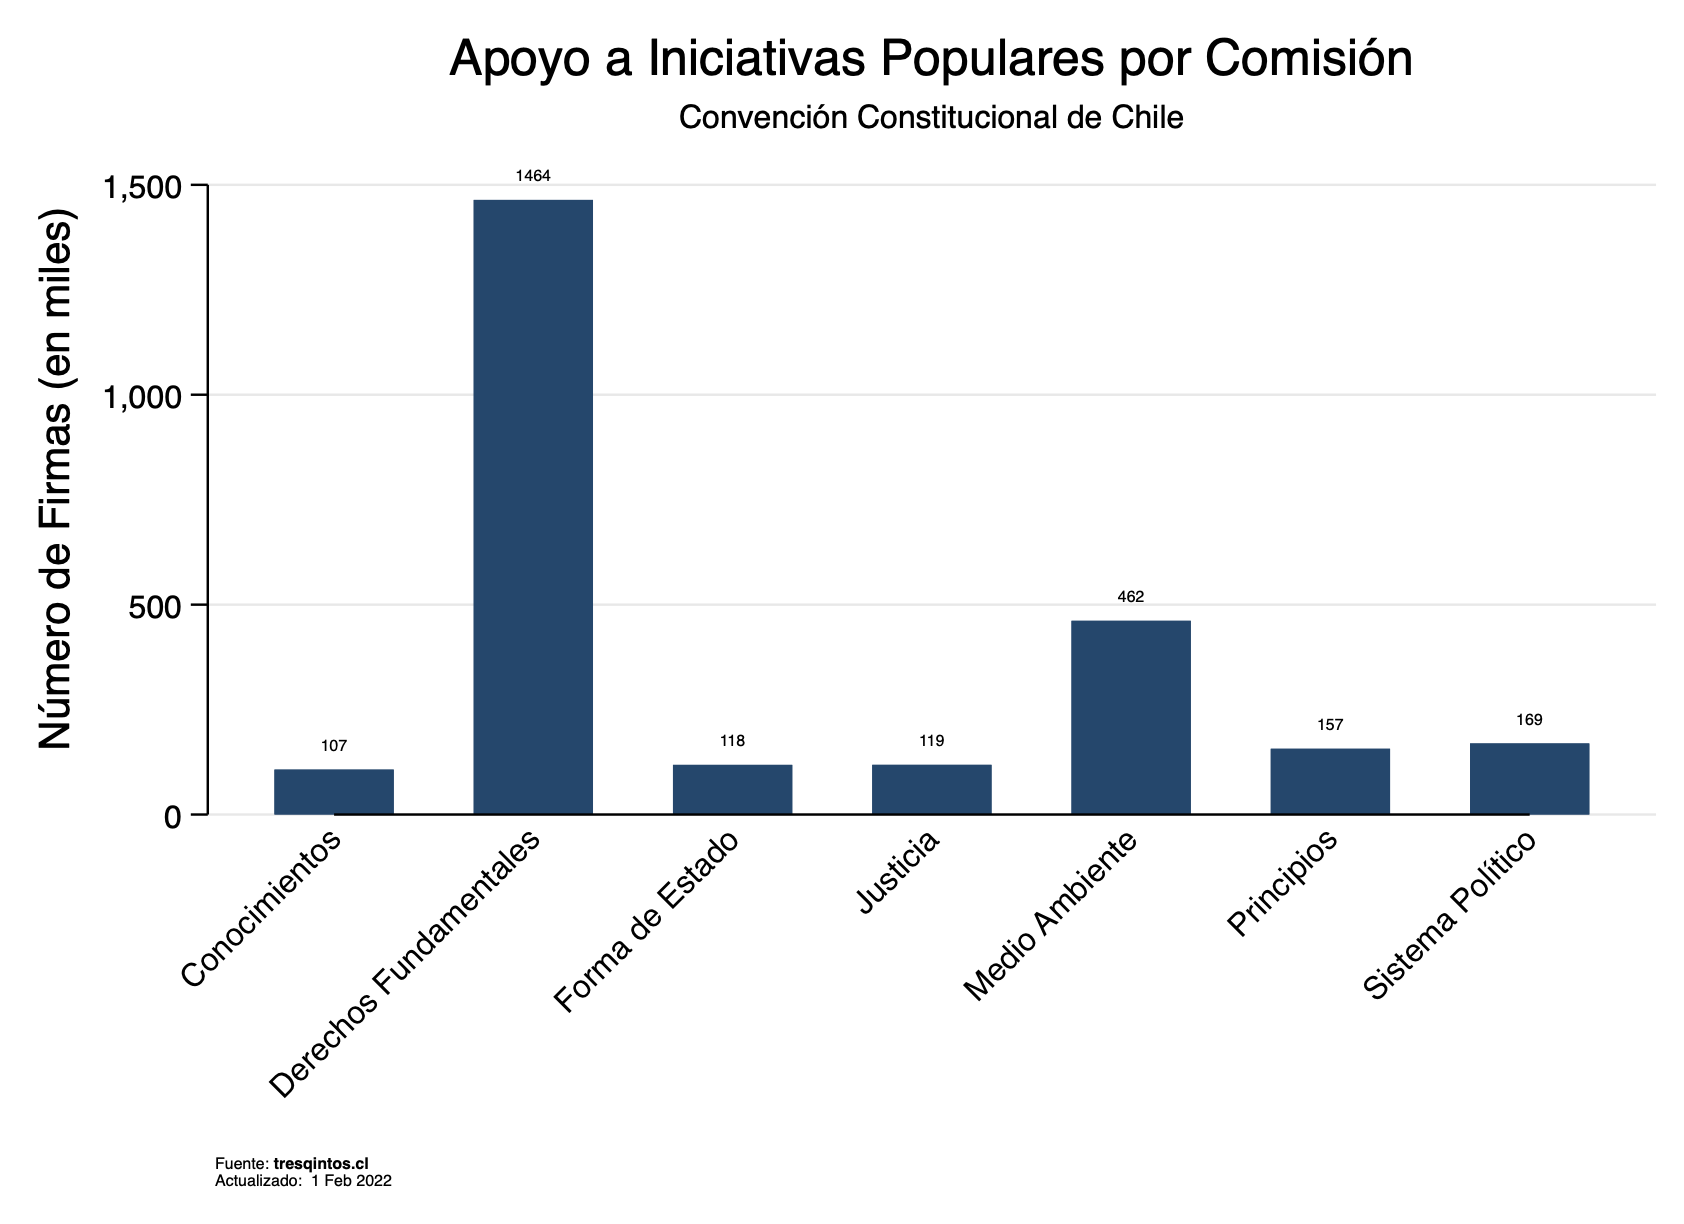 Apoyo a Iniciativas Populares por Comisión
Convención Constitucional de Chile
Número de Firmas (en miles)
1,500
1,000
500
0
107
1464
118
119
462
157
169
Conocimientos
Derechos Fundamentales
Forma de Estado
Justicia
Medio Ambiente
Principios
Sistema Político
Fuente: tresqintos.cl
Actualizado: 1 Feb 2022